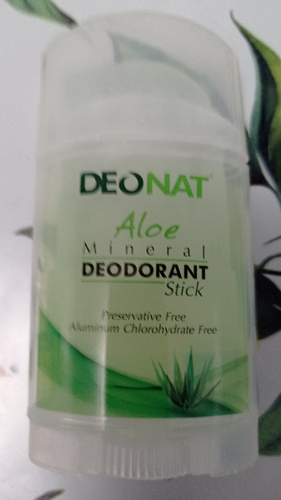 DEONAT
Aloe
Mineral
DEODORANT
Stick
Preservative Free
Aluminum Chlorohydrate Free